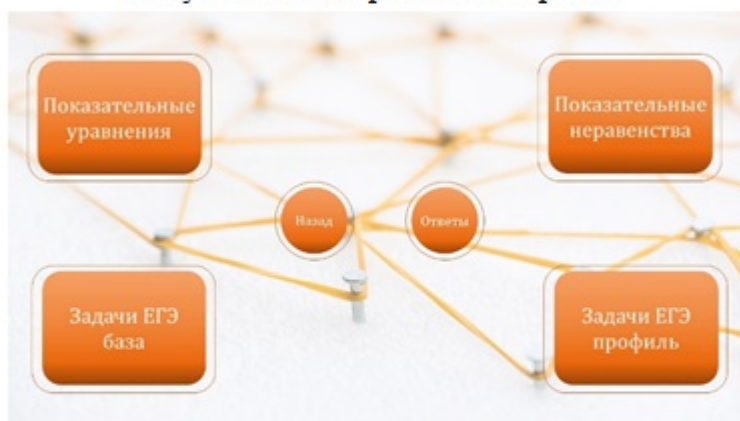 Показательные
уравнения
Показательные
неравенства
Назад
Ответы
Задачи ЕГЭ
база
Задачи ЕГЭ
профиль